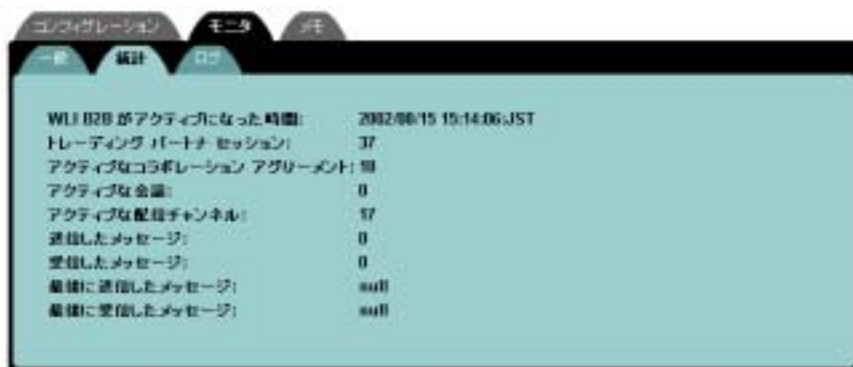 コンフィグレーション モニタ メモ
一般 統計 ログ
WLI B2B がアクティブになった時間: 2002/08/15 15:14:06:JST
トレーディング パートナ セッション: 37
アクティブなコラボレーション アグリーメント: 18
アクティブな会議: 0
アクティブな配信チャンネル: 17
送信したメッセージ: 0
受信したメッセージ: 0
最後に送信したメッセージ: null
最後に受信したメッセージ: null